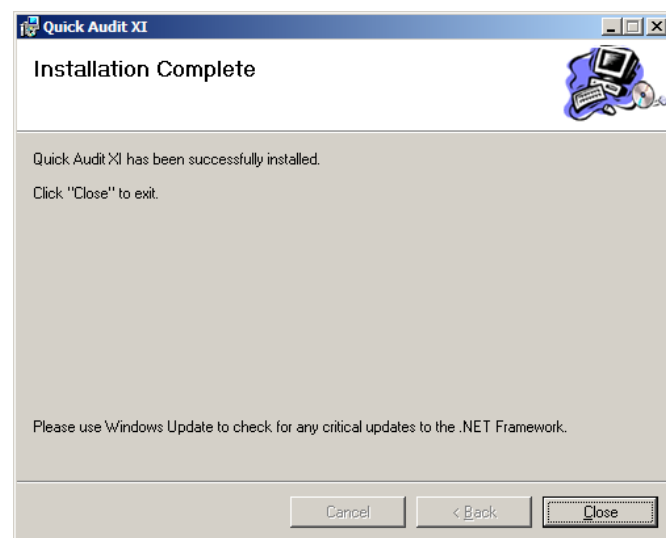 Quick Audit XI
Installation Complete
Quick Audit XI has been successfully installed.
Click "Close" to exit.
Please use Windows Update to check for any critical updates to the .NET Framework.
Cancel
< Back
Close